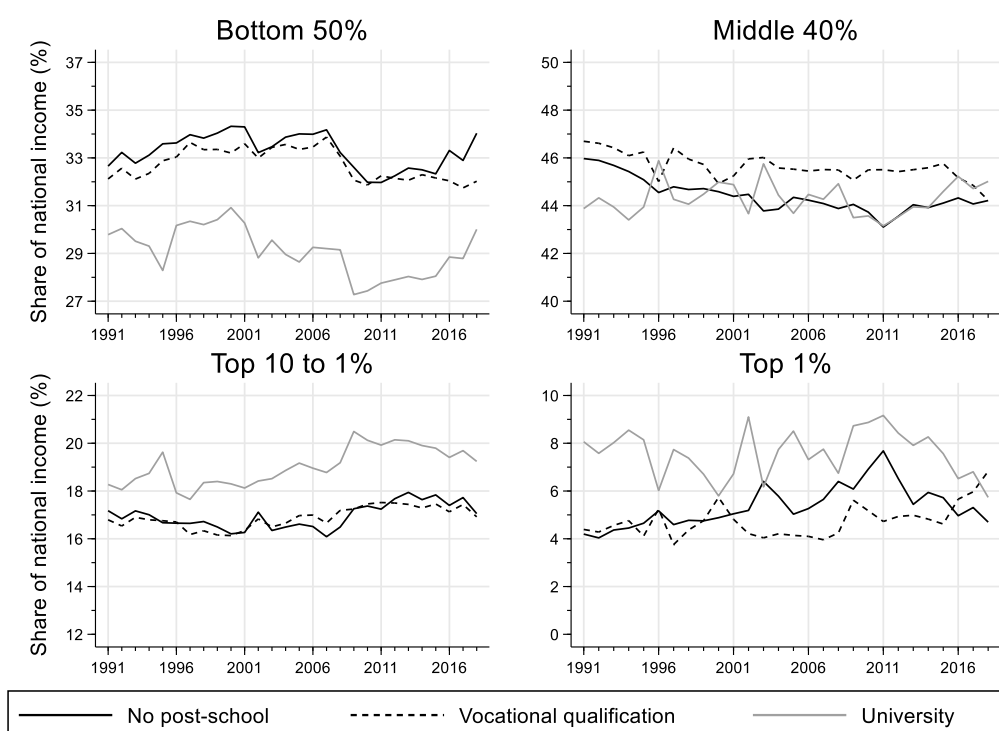 Bottom 50%
Middle 40%
Share of national income (%)
37
35
33
31
29
27
50
48
46
44
42
40
1991 1996 2001 2006 2011 2016
1991 1996 2001 2006 2011 2016
Top 10 to 1%
Top 1%
Share of national income (%)
22
20
18
16
14
12
10
8
6
4
2
0
1991 1996 2001 2006 2011 2016
1991 1996 2001 2006 2011 2016
No post-school Vocational qualification University